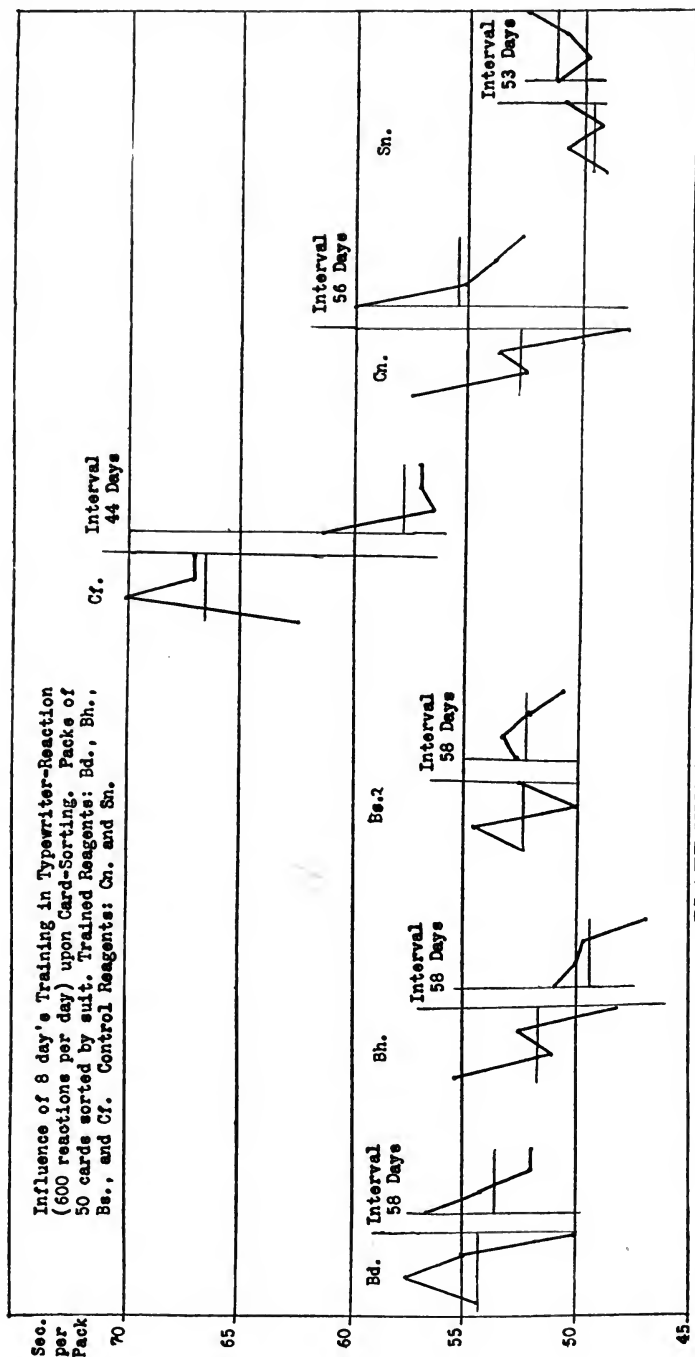 Sec.
per
Pack
70
65
60
55
50
45
Influence of 8 day's Training in Typewriter-Reaction
(600 reactions per day) upon Card-Sorting. Packs of
50 cards sorted by suit. Trained Reagents: Bd., Bh.,
Bs., and Cf. Control Reagents: Cn. and Sn.
Bd.
Interval
58 Days
Bh.
Interval
58 Days
Bs.2
Interval
58 Days
Cf.
Interval
44 Days
Cn.
Interval
56 Days
Sn.
Interval
53 Days